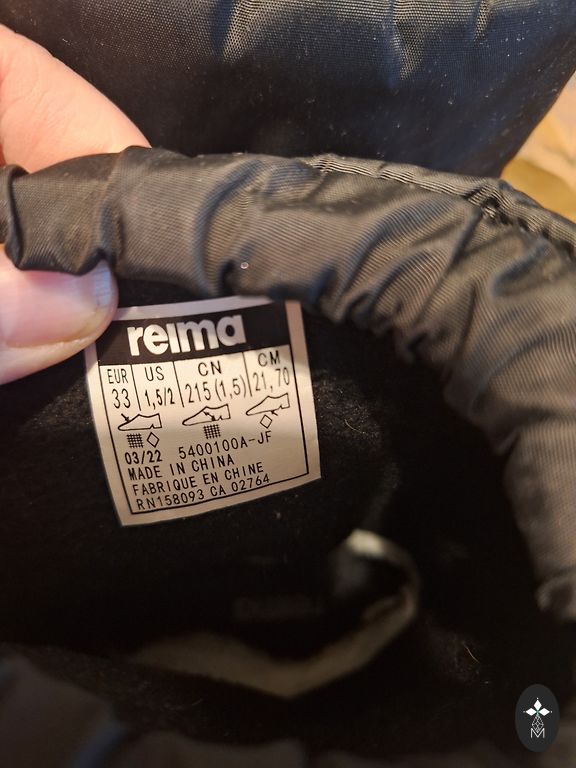 reima
EUR US CN CM
33 1,5/2 215(1,5) 21,70
03/22 5400100A-JF
MADE IN CHINA
FABRIQUE EN CHINE
RN158093 CA 02764
M